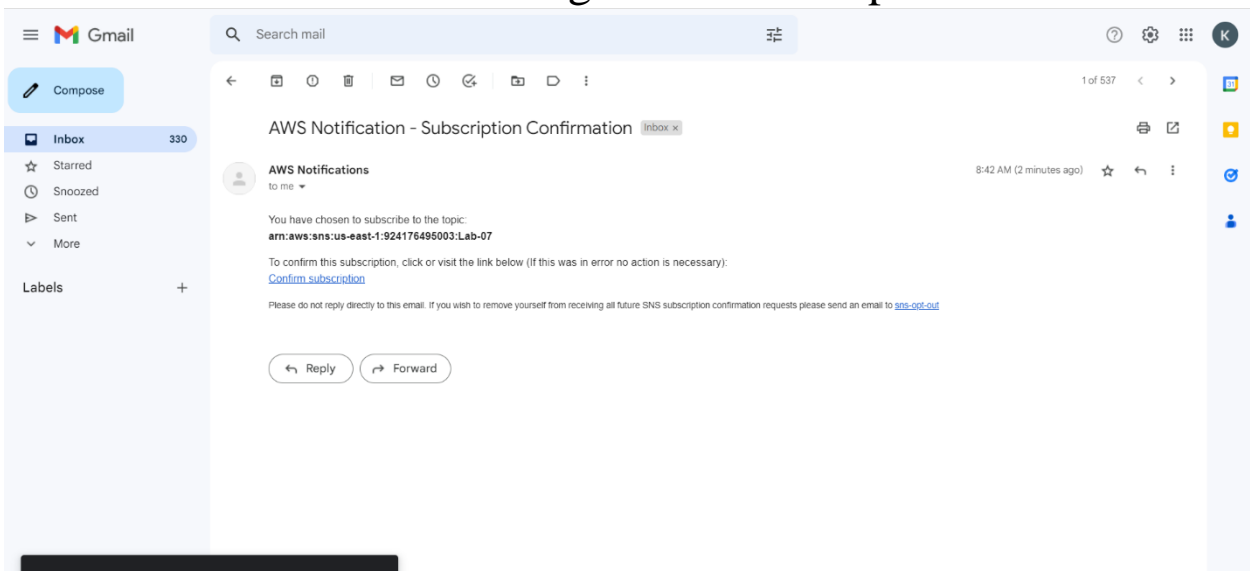 Gmail
Search mail
K
Compose
1 of 537
31
Inbox 330
Starred
Snoozed
Sent
More
Labels
AWS Notification - Subscription Confirmation Inbox ×
AWS Notifications 8:42 AM (2 minutes ago)
to me
You have chosen to subscribe to the topic:
arn:aws:sns:us-east-1:924176495003:Lab-07
To confirm this subscription, click or visit the link below (If this was in error no action is necessary):
Confirm subscription
Please do not reply directly to this email. If you wish to remove yourself from receiving all future SNS subscription confirmation requests please send an email to sns-opt-out
Reply Forward